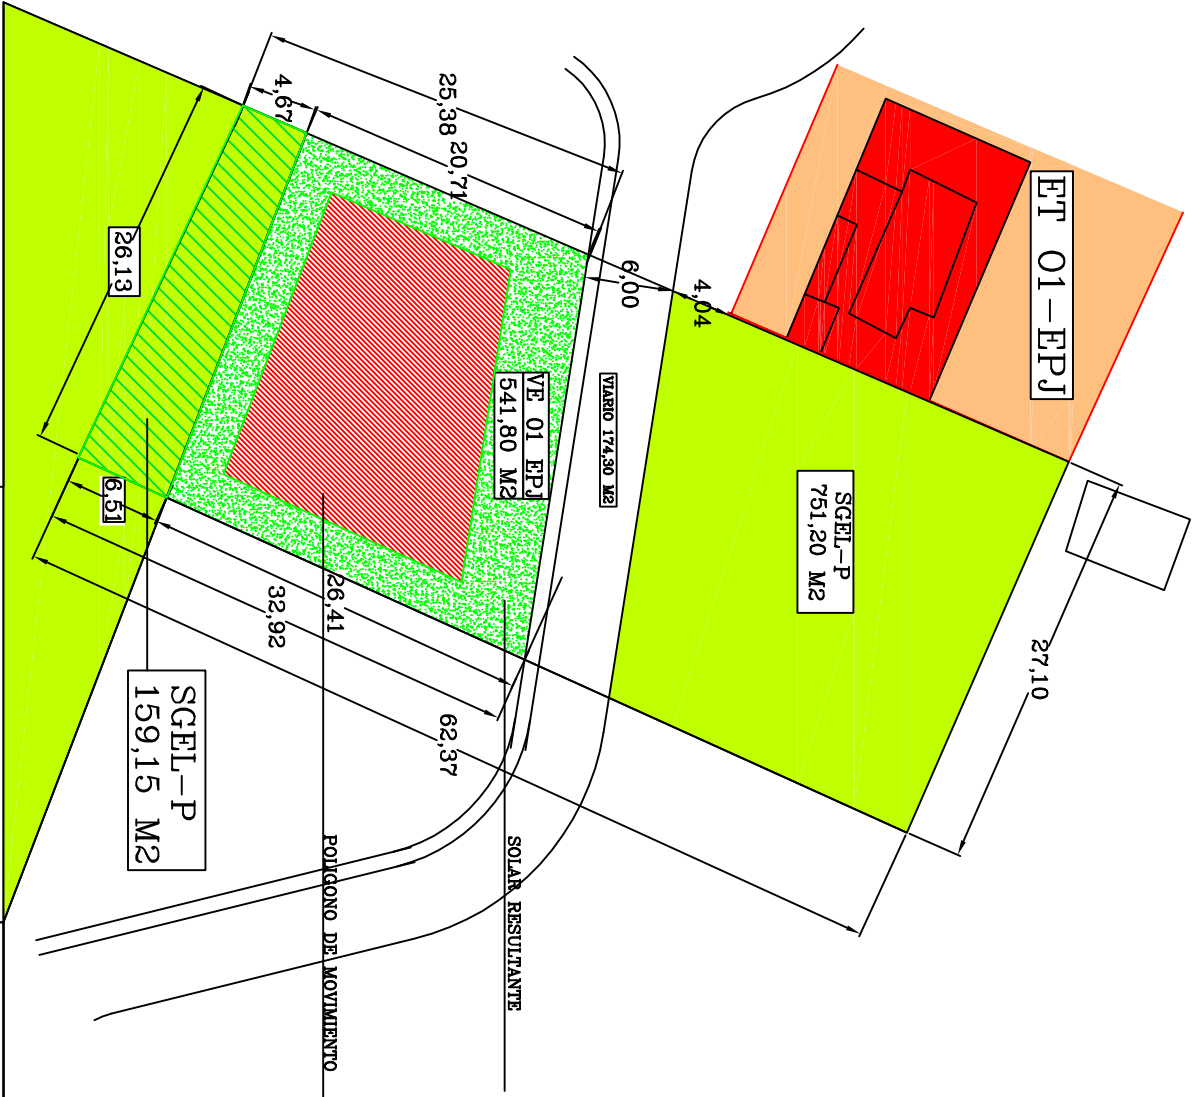 ET 01-EPJ
27,10
SGEL-P
751,20 M2
4,04
6,00
VIARIO 174,30 M2
VE 01 EPJ
541,80 M2
25,38
20,71
4,67
26,13
6,51
26,41
32,92
62,37
SOLAR RESULTANTE
POLIGONO DE MOVIMIENTO
SGEL-P
159,15 M2